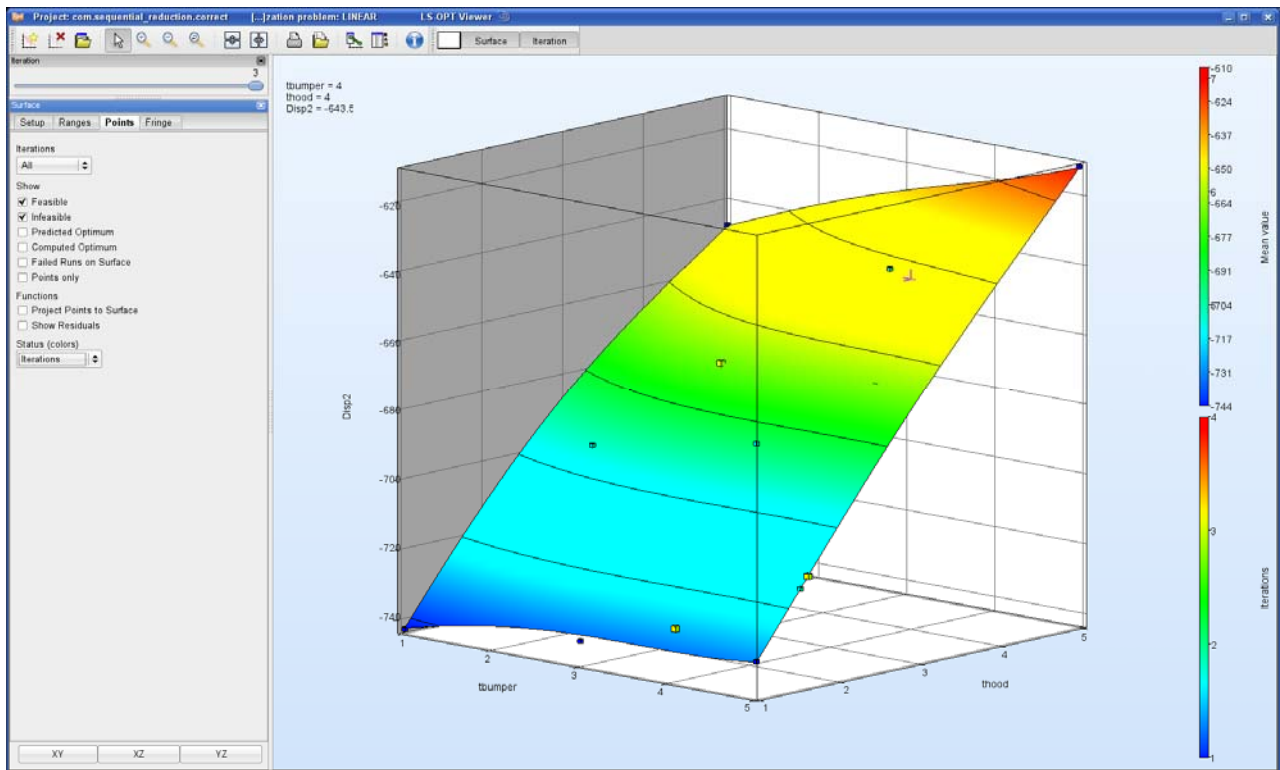 Project: com.sequential_reduction.correct [...]zation problem: LINEAR LS-OPT Viewer
Surface Iteration
Iteration
3
Surface
Setup Ranges Points Fringe
Iterations
All
Show
Feasible
Infeasible
Predicted Optimum
Computed Optimum
Failed Runs on Surface
Points only
Functions
Project Points to Surface
Show Residuals
Status (colors)
Iterations
XY XZ YZ
tbumper = 4
thood = 4
Disp2 = -643.5
-620
-640
-660
-680
-700
-720
-740
Disp2
1
2
3
4
5
tbumper
1
2
3
4
5
thood
-610
7
-624
-637
-650
6
-664
-677
-691
6704
-717
-731
-744
Mean value
4
3
2
1
Iterations